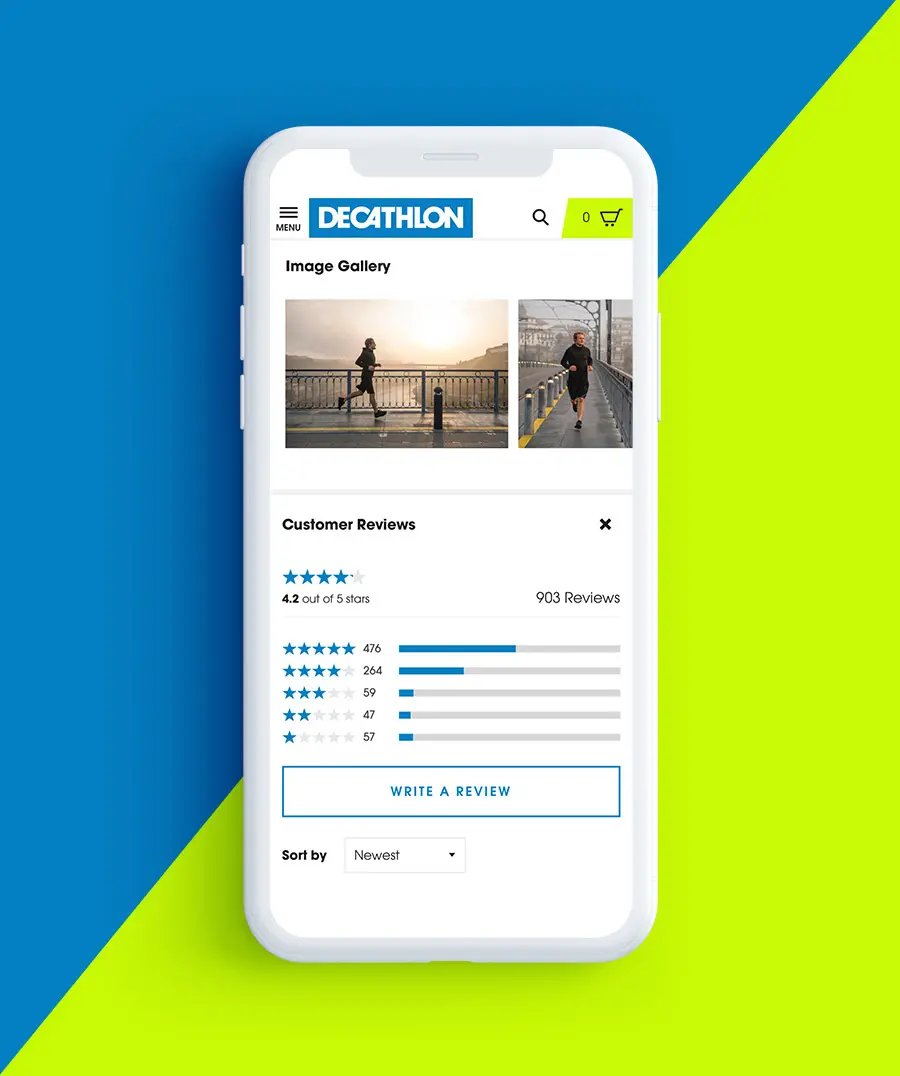 MENU
DECATHLON
0
Image Gallery
Customer Reviews
4.2 out of 5 stars
903 Reviews
476
264
59
47
57
WRITE A REVIEW
Sort by
Newest